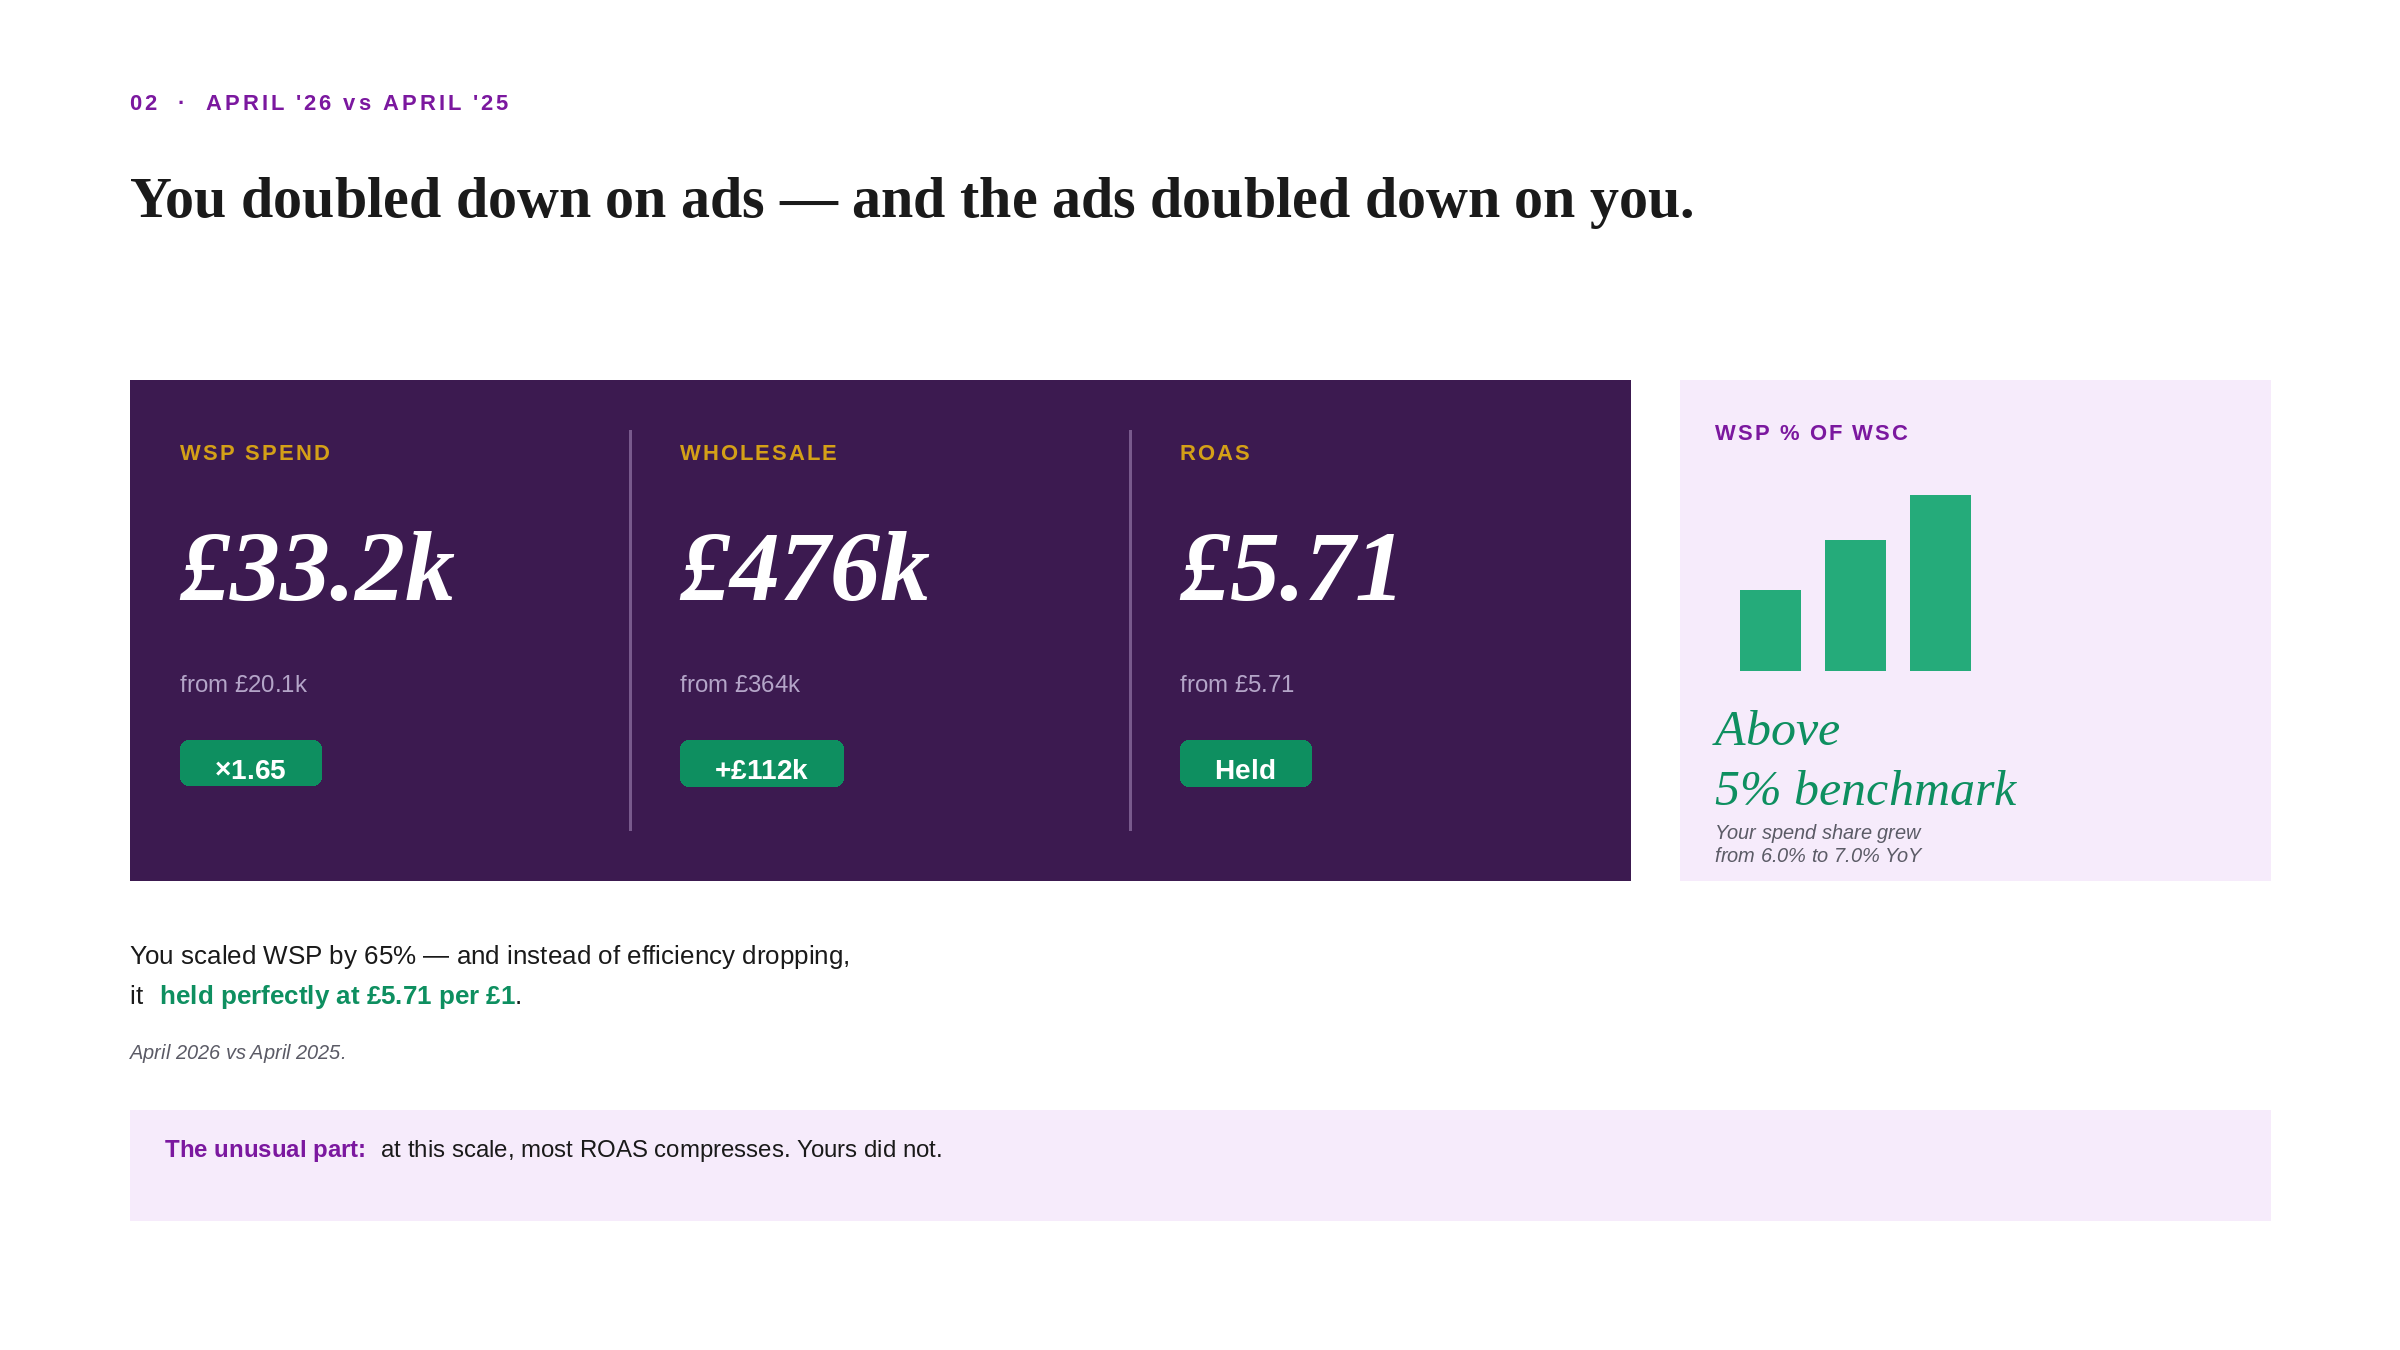 02 · APRIL '26 vs APRIL '25
You doubled down on ads — and the ads doubled down on you.
WSP SPEND
£33.2k
from £20.1k
×1.65
WHOLESALE
£476k
from £364k
+£112k
ROAS
£5.71
from £5.71
Held
WSP % OF WSC
Above
5% benchmark
Your spend share grew
from 6.0% to 7.0% YoY
You scaled WSP by 65% — and instead of efficiency dropping,
it held perfectly at £5.71 per £1.
April 2026 vs April 2025.
The unusual part: at this scale, most ROAS compresses. Yours did not.